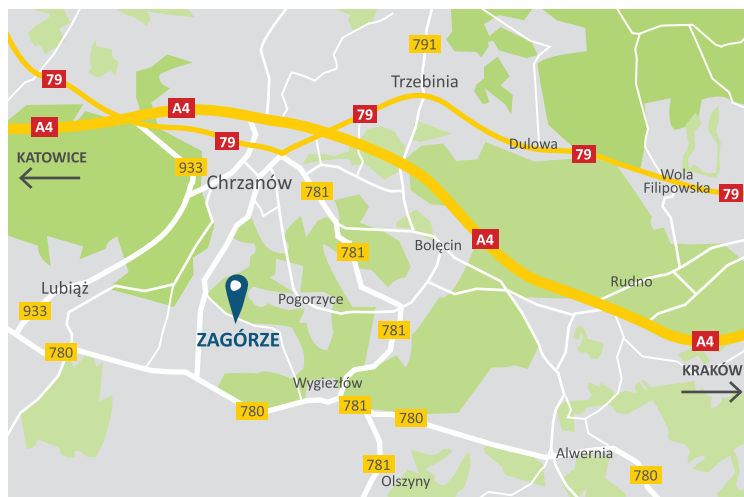 791
79
Trzebinia
A4
79
A4
79
Dulowa
79
KATOWICE
933
Wola
Filipowska
79
Chrzanów
781
A4
Bolęcin
781
Lubiąż
Rudno
Pogorzyce
933
781
ZAGÓRZE
A4
780
KRAKÓW
Wygiezłów
780
781
780
Alwernia
781
780
Olszyny